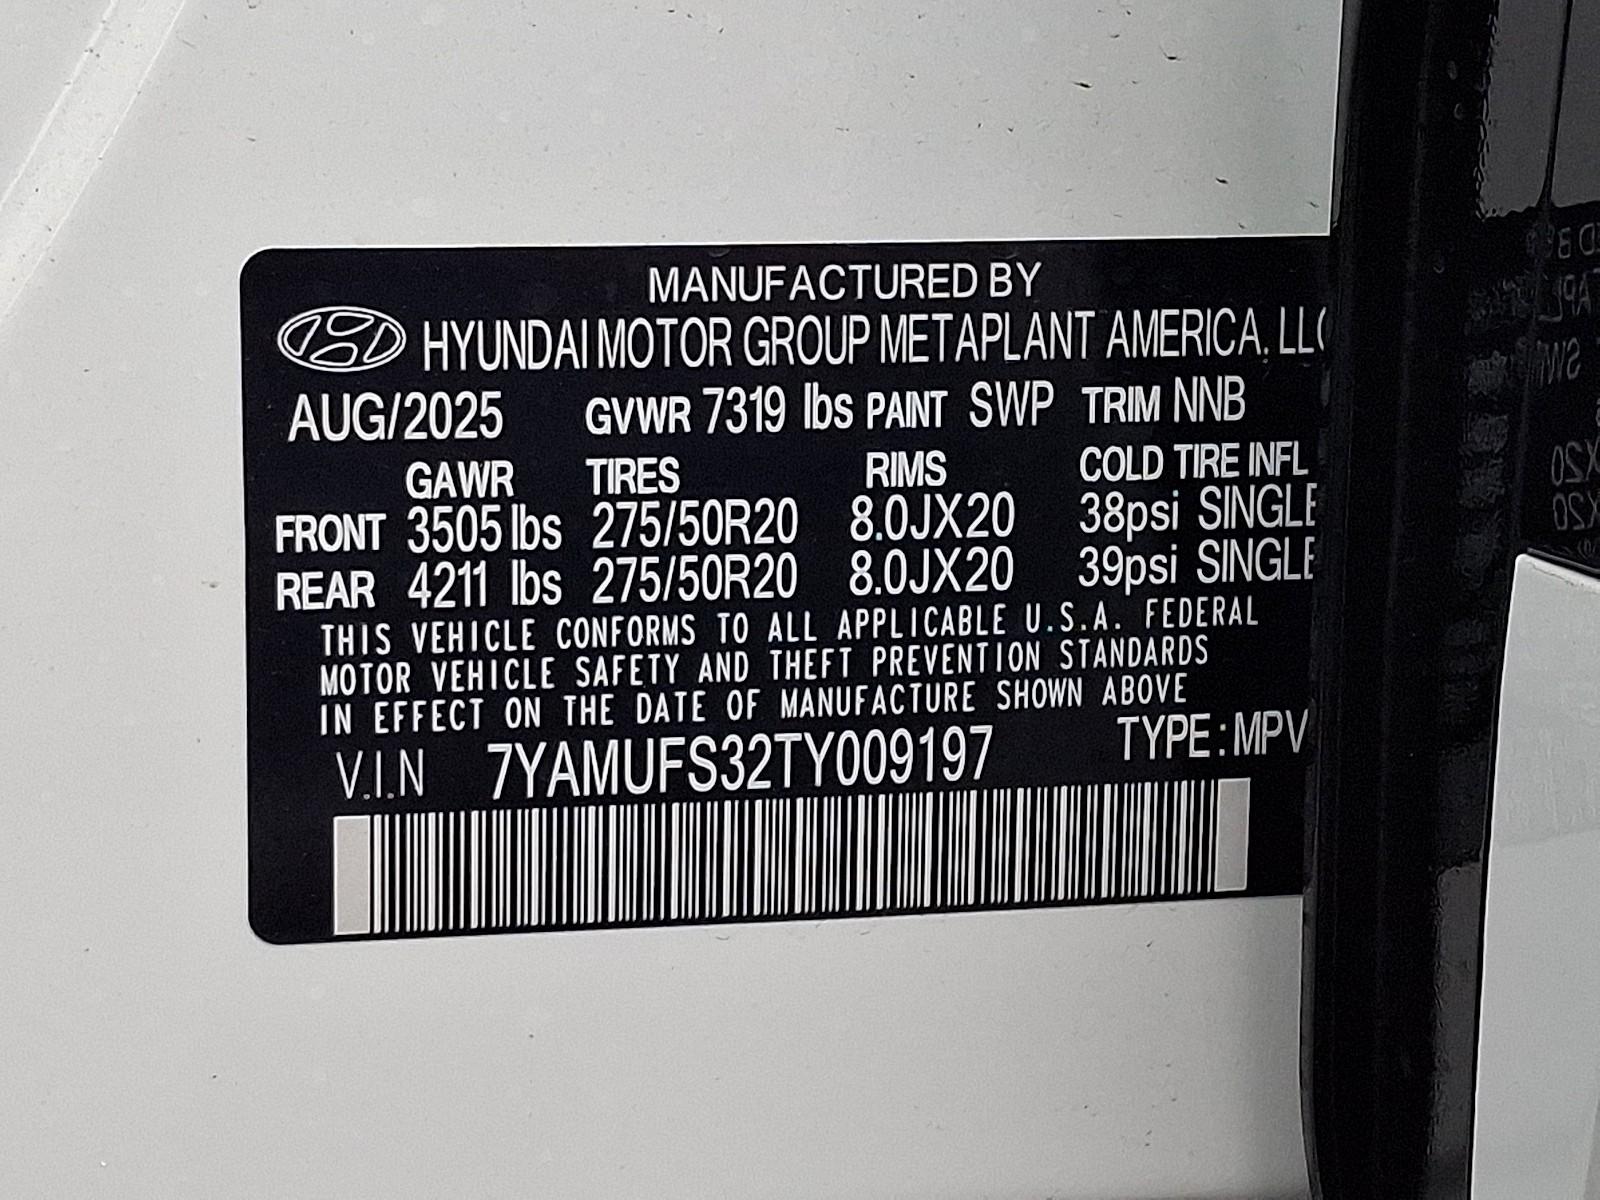 MANUFACTURED BY
HYUNDAI MOTOR GROUP METAPLANT AMERICA, LLC
AUG/2025 GVWR 7319 lbs PAINT SWP TRIM NNB
GAWR TIRES RIMS COLD TIRE INFL
FRONT 3505 lbs 275/50R20 8.0JX20 38psi SINGLE
REAR 4211 lbs 275/50R20 8.0JX20 39psi SINGLE
THIS VEHICLE CONFORMS TO ALL APPLICABLE U.S.A. FEDERAL
MOTOR VEHICLE SAFETY AND THEFT PREVENTION STANDARDS
IN EFFECT ON THE DATE OF MANUFACTURE SHOWN ABOVE
V.I.N 7YAMUFS32TY009197 TYPE:MPV